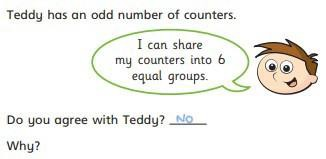 Teddy has an odd number of counters.
I can share
my counters into 6
equal groups.
Do you agree with Teddy? No
Why?